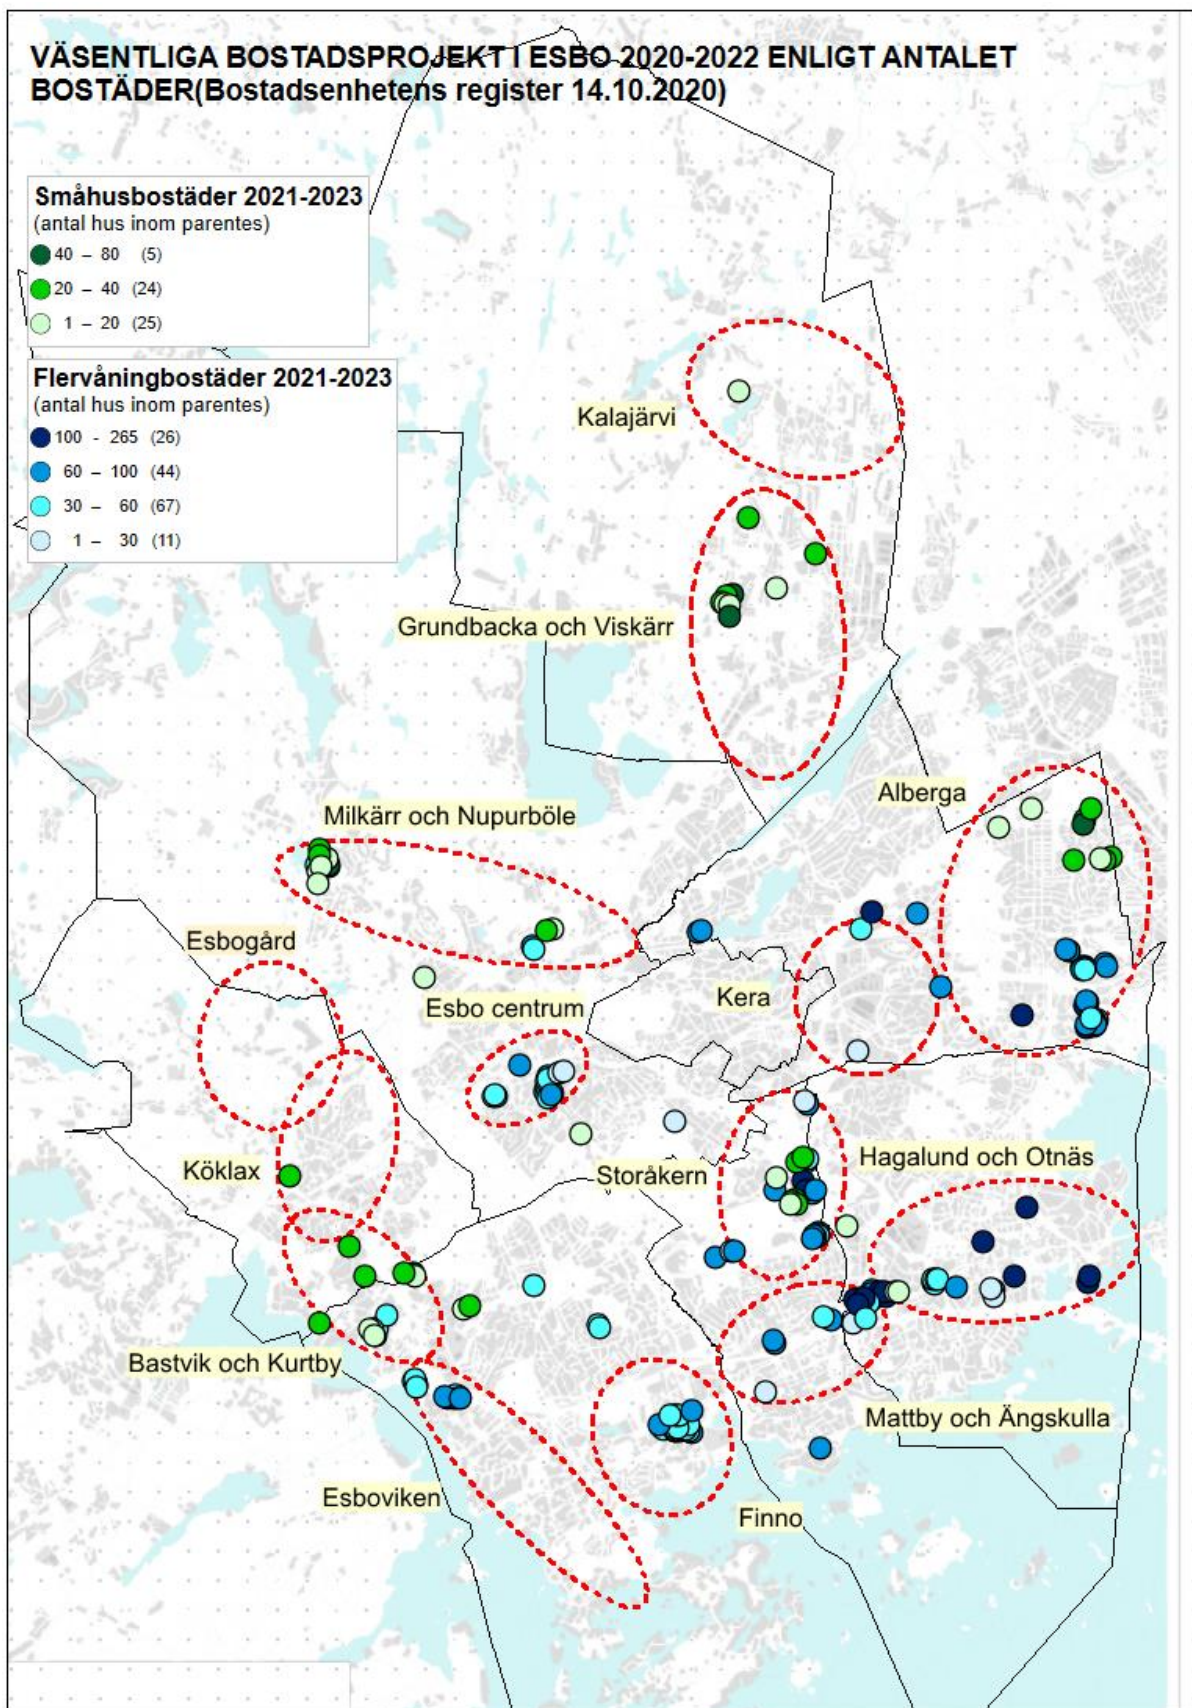 VÄSENTLIGA BOSTADSPROJEKT I ESBO 2020-2022 ENLIGT ANTALET
BOSTÄDER(Bostadsenhetens register 14.10.2020)
Småhusbostäder 2021-2023
(antal hus inom parentes)
40 – 80 (5)
20 – 40 (24)
1 – 20 (25)
Flervåningbostäder 2021-2023
(antal hus inom parentes)
100 - 265 (26)
60 – 100 (44)
30 – 60 (67)
1 – 30 (11)
Kalajärvi
Grundbacka och Viskärr
Alberga
Milkärr och Nupurböle
Esbogård
Esbo centrum
Kera
Köklax
Storåkern
Hagalund och Otnäs
Bastvik och Kurtby
Mattby och Ängskulla
Esboviken
Finno